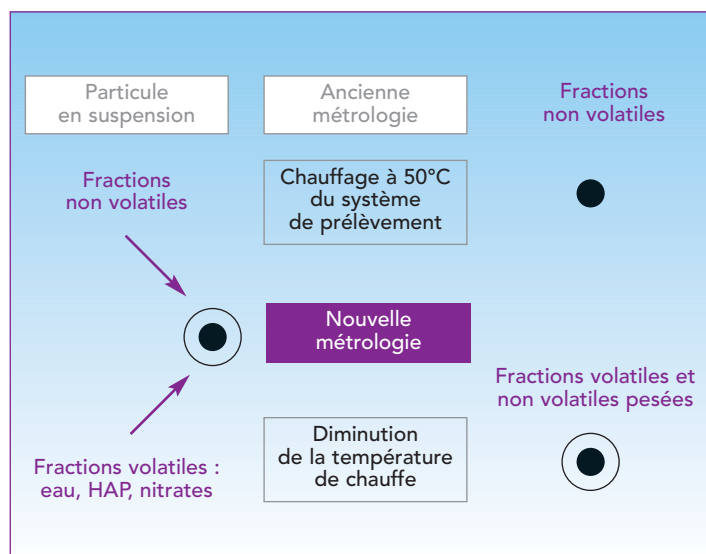 Particule
en suspension
Ancienne
métrologie
Fractions
non volatiles
Fractions
non volatiles
Chauffage à 50°C
du système
de prélèvement
Nouvelle
métrologie
Fractions volatiles et
non volatiles pesées
Fractions volatiles :
eau, HAP, nitrates
Diminution
de la température
de chauffe